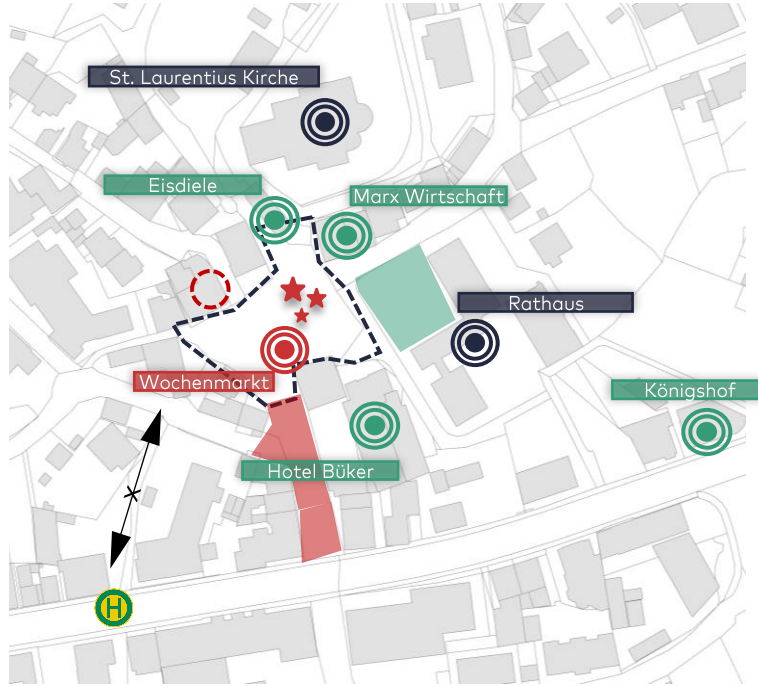 St. Laurentius Kirche
Eisdiele
Marx Wirtschaft
Rathaus
Wochenmarkt
Königshof
Hotel Büker
x
H